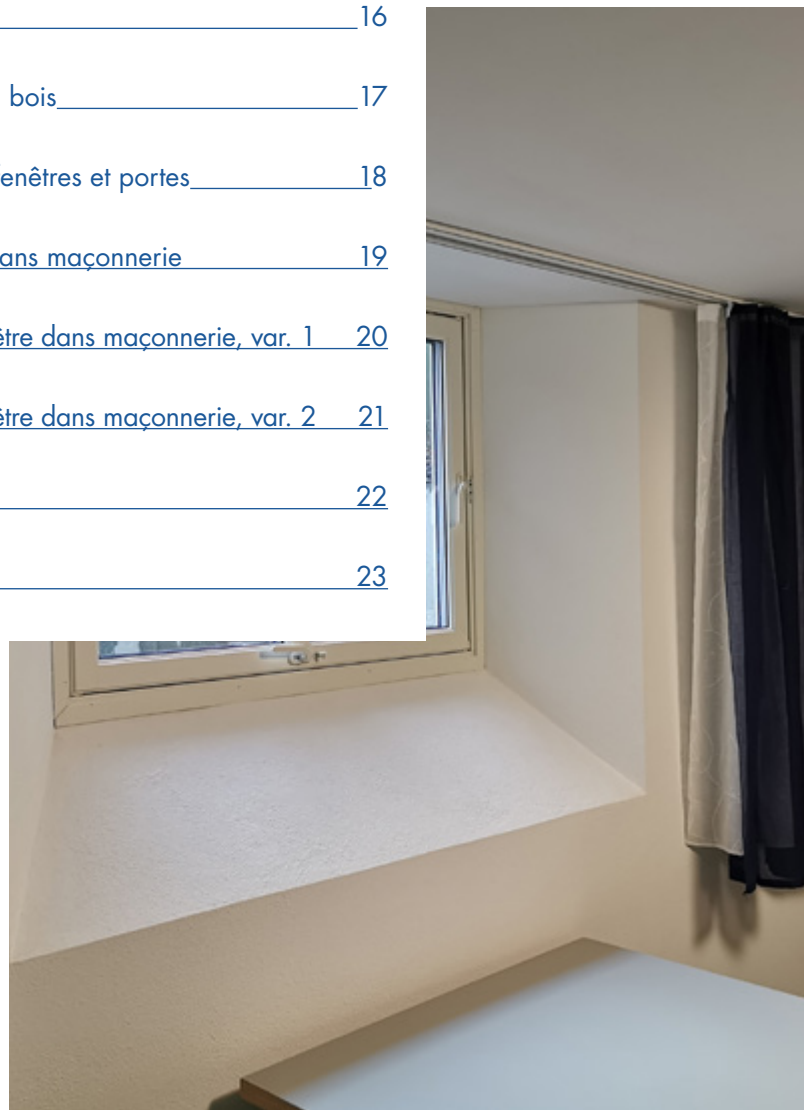 16
bois 17
enêtres et portes 18
ans maçonnerie 19
être dans maçonnerie, var. 1 20
être dans maçonnerie, var. 2 21
22
23